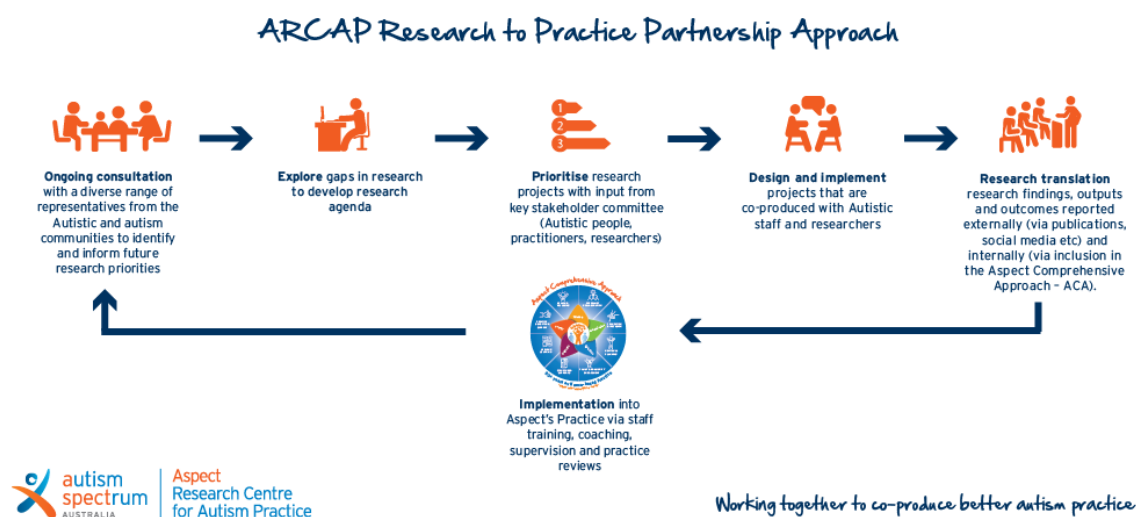 ARCAP Research to Practice Partnership Approach
Ongoing consultation
with a diverse range of
representatives from the
Autistic and autism
communities to identify
and inform future
research priorities
Explore gaps in research
to develop research
agenda
1
2
3
Prioritise research
projects with input from
key stakeholder committee
(Autistic people,
practitioners, researchers)
Design and implement
projects that are
co-produced with Autistic
staff and researchers
Research translation
research findings, outputs
and outcomes reported
externally (via publications,
social media etc) and
internally (via inclusion in
the Aspect Comprehensive
Approach – ACA).
Aspect Comprehensive Approach
Implementation into
Aspect's Practice via staff
training, coaching,
supervision and practice
reviews
autism
spectrum
AUSTRALIA
Aspect
Research Centre
for Autism Practice
Working together to co-produce better autism practice